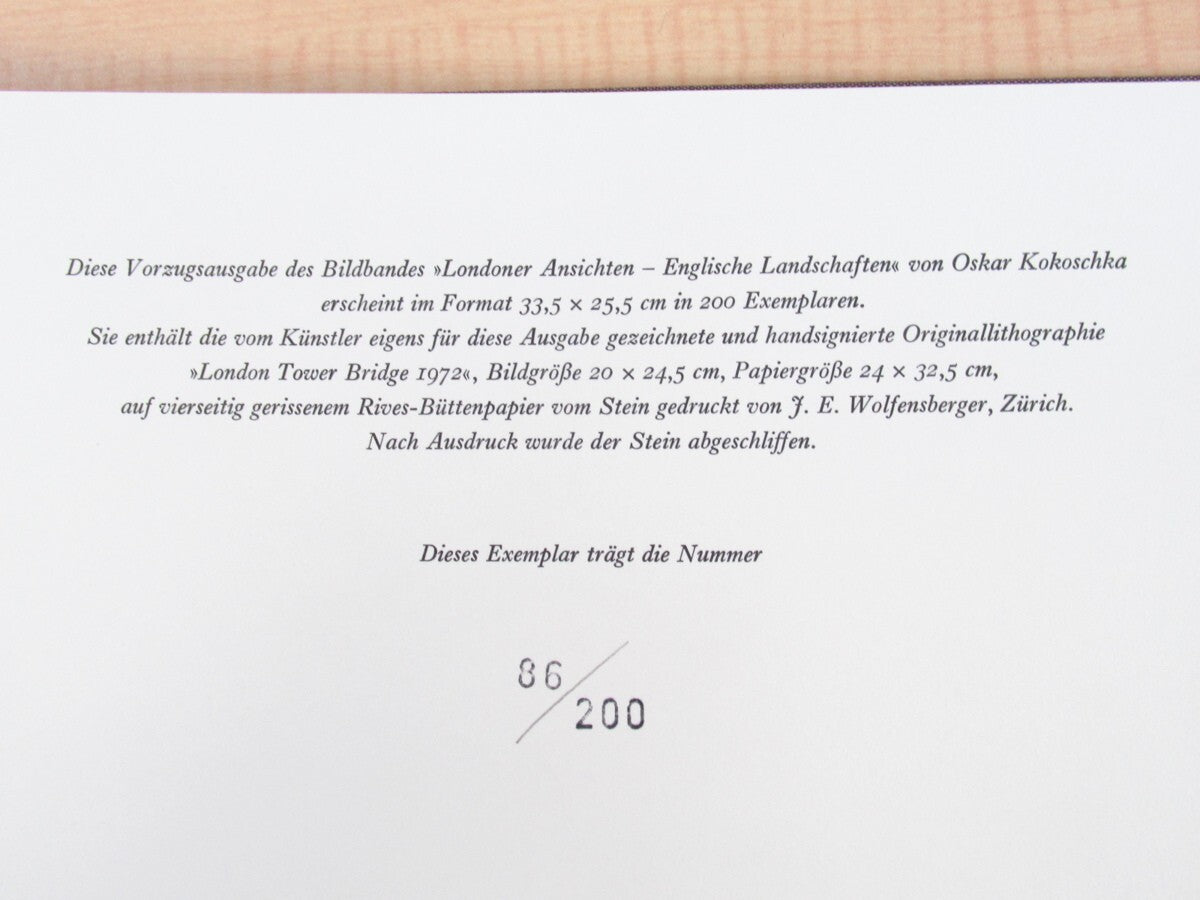 Diese Vorzugsausgabe des Bildbandes »Londoner Ansichten – Englische Landschaften« von Oskar Kokoschka
erscheint im Format 33,5 × 25,5 cm in 200 Exemplaren.
Sie enthält die vom Künstler eigens für diese Ausgabe gezeichnete und handsignierte Originallithographie
»London Tower Bridge 1972«, Bildgröße 20 × 24,5 cm, Papiergröße 24 × 32,5 cm,
auf vierseitig gerissenem Rives-Büttenpapier vom Stein gedruckt von J. E. Wolfensberger, Zürich.
Nach Ausdruck wurde der Stein abgeschliffen.
Dieses Exemplar trägt die Nummer
86/200